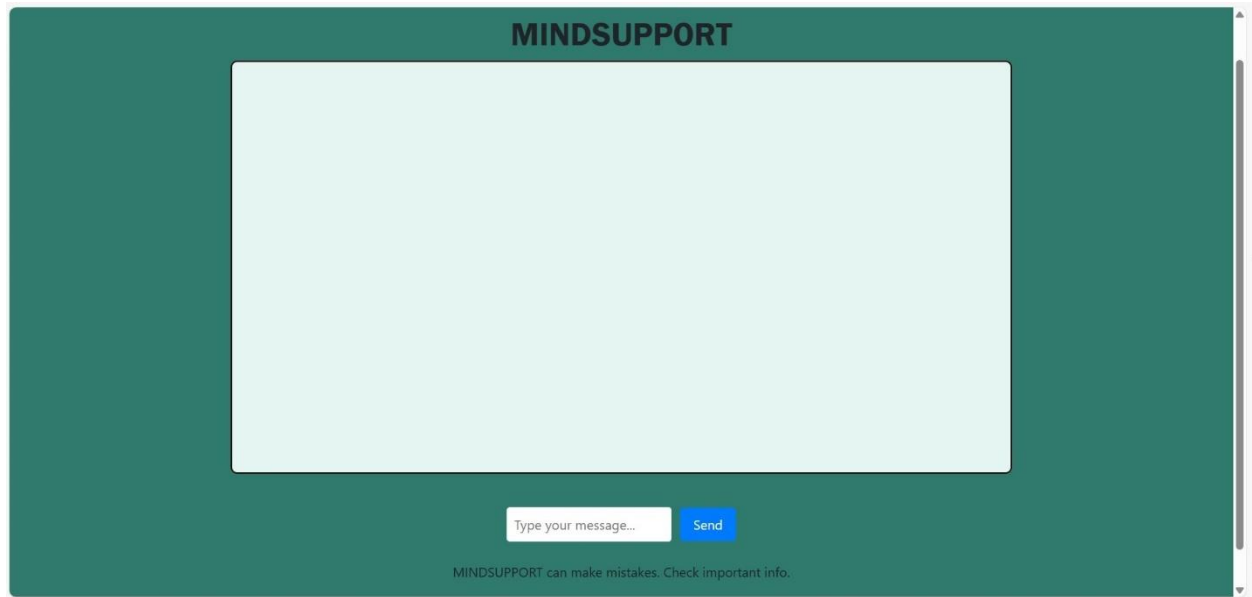 MINDSUPPORT
Type your message...
Send
MINDSUPPORT can make mistakes. Check important info.